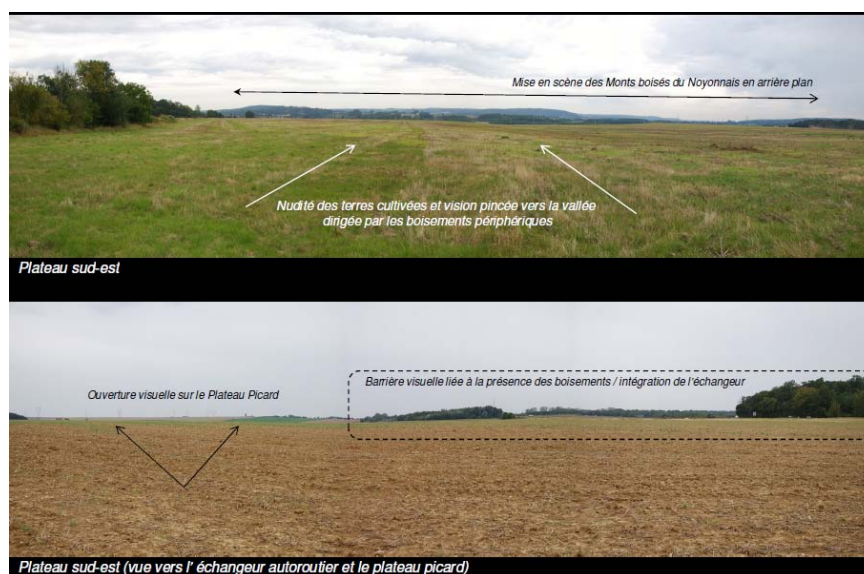 Mise en scène des Monts boisés du Noyonnais en arrière plan
Nudité des terres cultivées et vision pincée vers la vallée
dirigée par les boisements périphériques
Plateau sud-est
Ouverture visuelle sur le Plateau Picard
Barrière visuelle liée à la présence des boisements / intégration de l'échangeur
Plateau sud-est (vue vers l' échangeur autoroutier et le plateau picard)